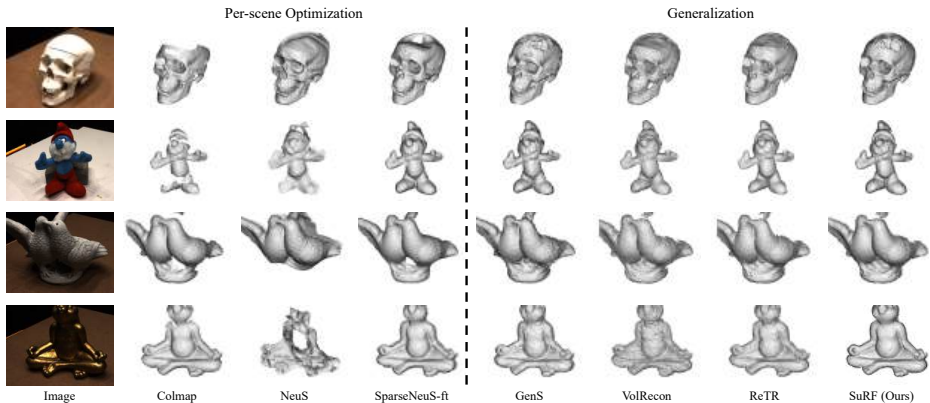 Per-scene Optimization
Generalization
Image
Colmap
NeuS
SparseNeuS-ft
GenS
VolRecon
ReTR
SuRF (Ours)